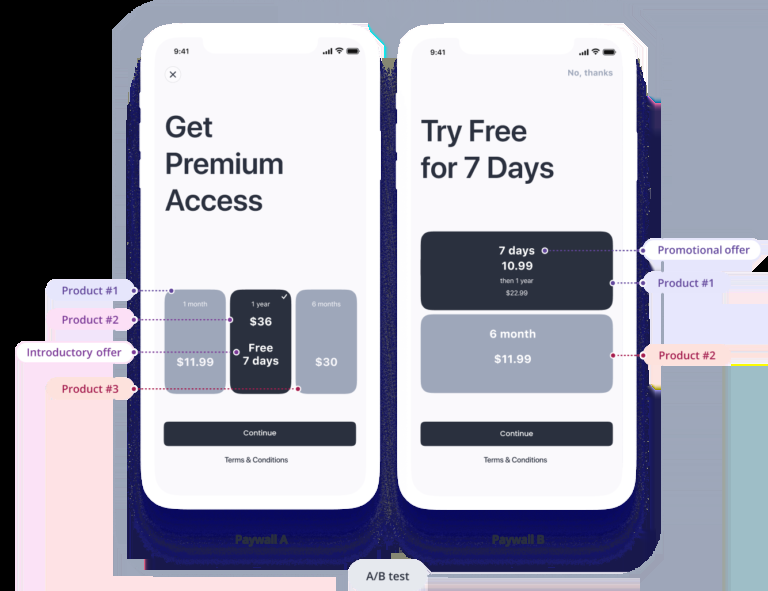 9:41
Get
Premium
Access
Product #1
Product #2
Introductory offer
Product #3
1 month
$11.99
1 year
$36
Free
7 days
6 months
$30
Continue
Terms & Conditions
Paywall A
9:41
No, thanks
Try Free
for 7 Days
7 days
10.99
then 1 year
$22.99
6 month
$11.99
Promotional offer
Product #1
Product #2
Continue
Terms & Conditions
Paywall B
A/B test